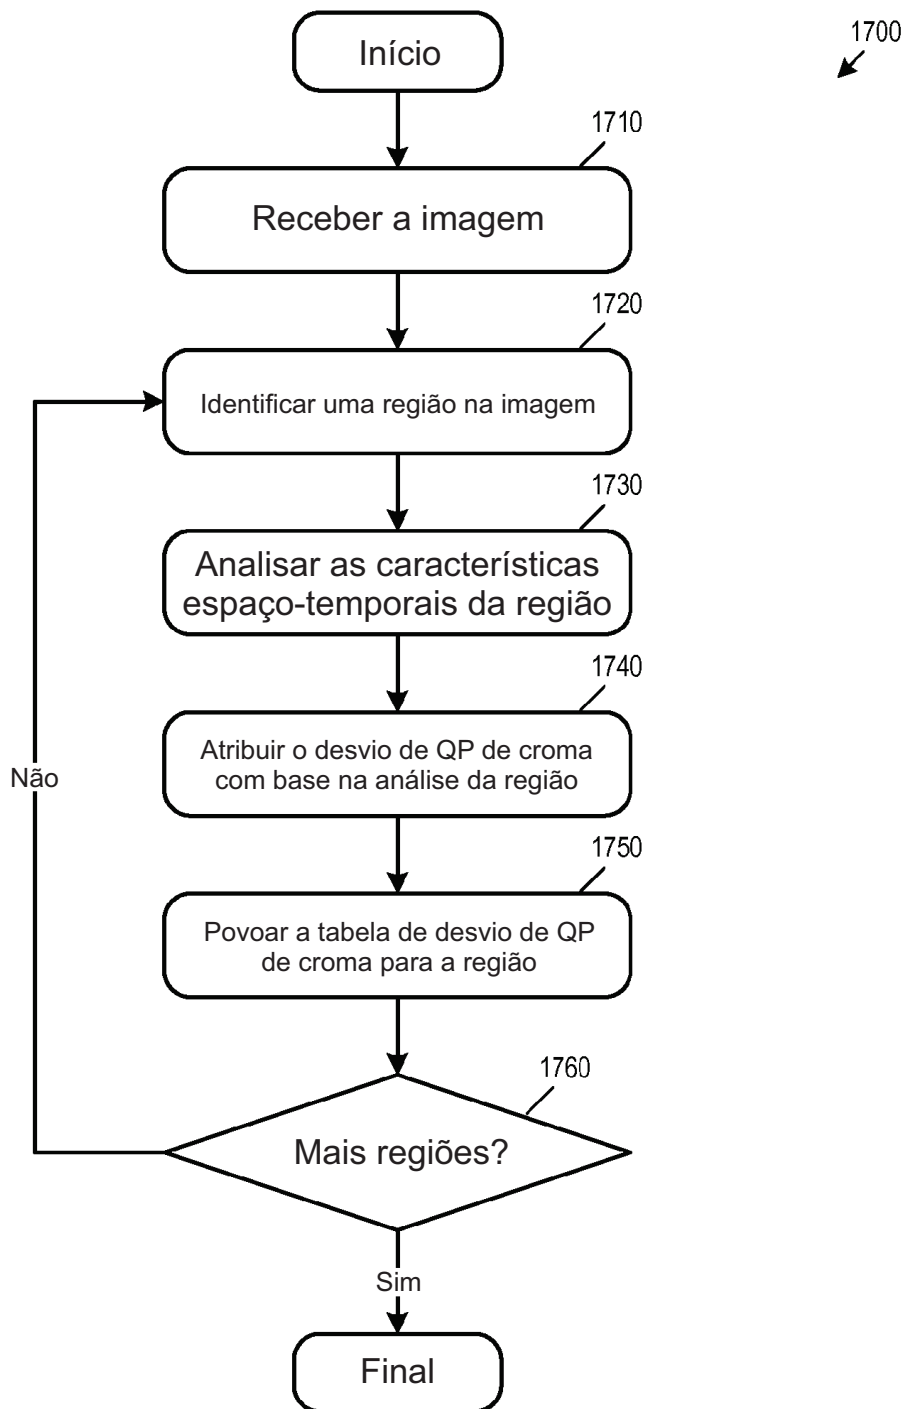 Início
1700
1710
Receber a imagem
1720
Identificar uma região na imagem
1730
Analisar as características
espaço-temporais da região
1740
Atribuir o desvio de QP de croma
com base na análise da região
Não
1750
Povoar a tabela de desvio de QP
de croma para a região
1760
Mais regiões?
Sim
Final